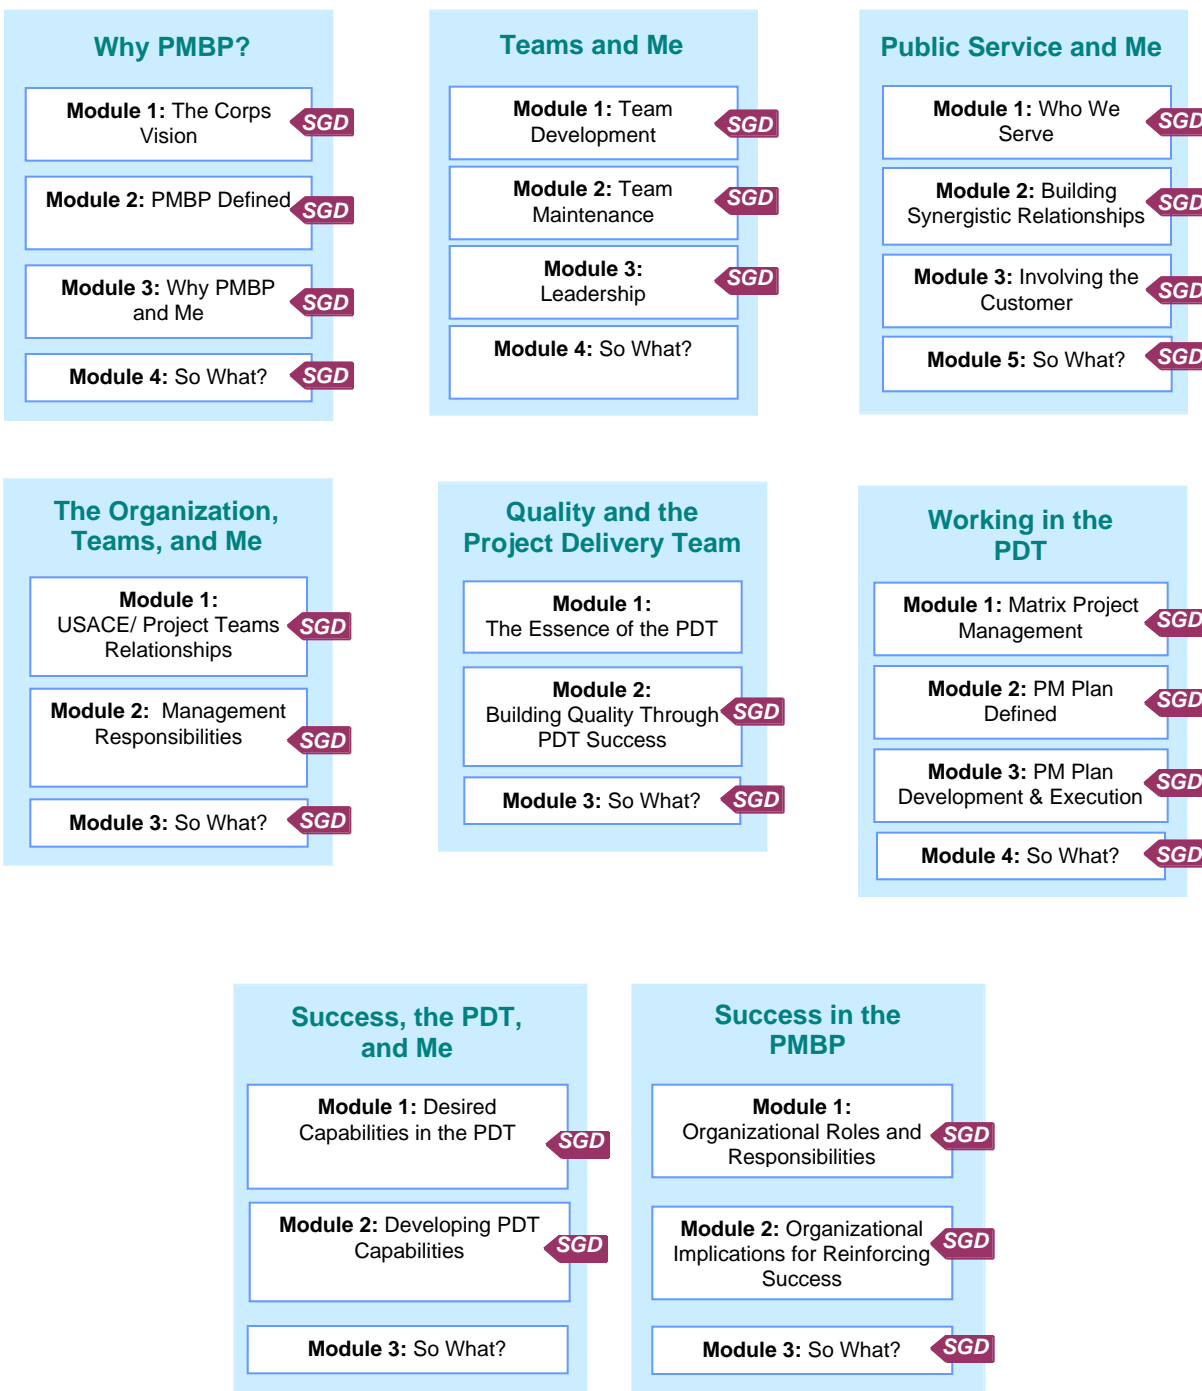 Why PMBP?
Module 1: The Corps
Vision
SGD
Module 2: PMBP Defined
SGD
Module 3: Why PMBP
and Me
SGD
Module 4: So What?
SGD
Teams and Me
Module 1: Team
Development
SGD
Module 2: Team
Maintenance
SGD
Module 3:
Leadership
SGD
Module 4: So What?
Public Service and Me
Module 1: Who We
Serve
SGD
Module 2: Building
Synergistic Relationships
SGD
Module 3: Involving the
Customer
SGD
Module 5: So What?
SGD
The Organization,
Teams, and Me
Module 1:
USACE/ Project Teams
Relationships
SGD
Module 2: Management
Responsibilities
SGD
Module 3: So What?
SGD
Quality and the
Project Delivery Team
Module 1:
The Essence of the PDT
Module 2:
Building Quality Through
PDT Success
SGD
Module 3: So What?
SGD
Working in the
PDT
Module 1: Matrix Project
Management
SGD
Module 2: PM Plan
Defined
SGD
Module 3: PM Plan
Development & Execution
SGD
Module 4: So What?
SGD
Success, the PDT,
and Me
Module 1: Desired
Capabilities in the PDT
SGD
Module 2: Developing PDT
Capabilities
SGD
Module 3: So What?
Success in the
PMBP
Module 1:
Organizational Roles and
Responsibilities
SGD
Module 2: Organizational
Implications for Reinforcing
Success
SGD
Module 3: So What?
SGD